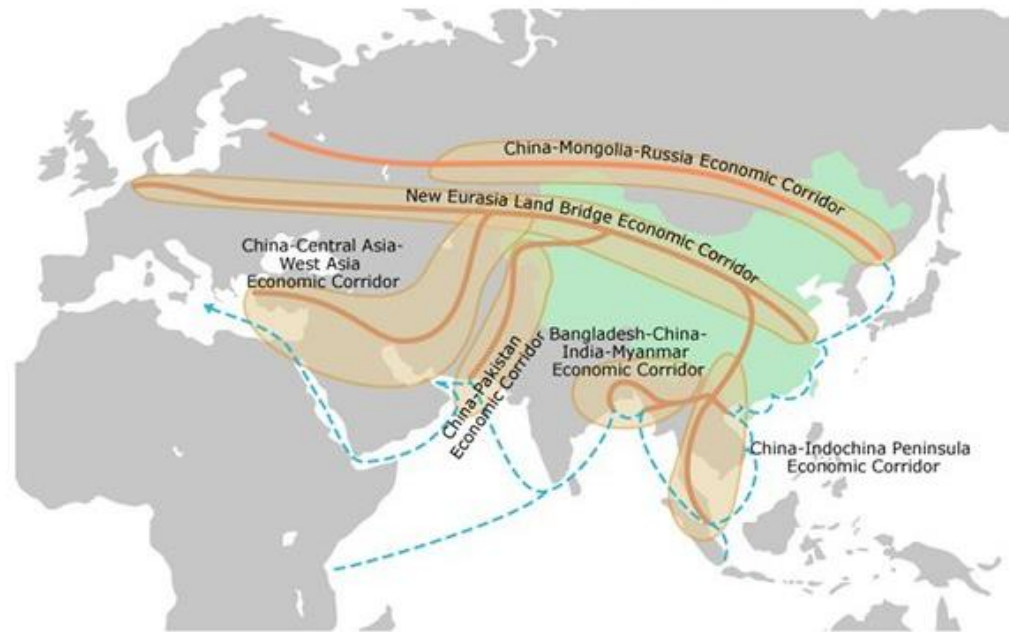 China-Mongolia-Russia Economic Corridor
New Eurasia Land Bridge Economic Corridor
China-Central Asia-
West Asia
Economic Corridor
China-Pakistan
Economic Corridor
Bangladesh-China-
India-Myanmar
Economic Corridor
China-Indochina Peninsula
Economic Corridor